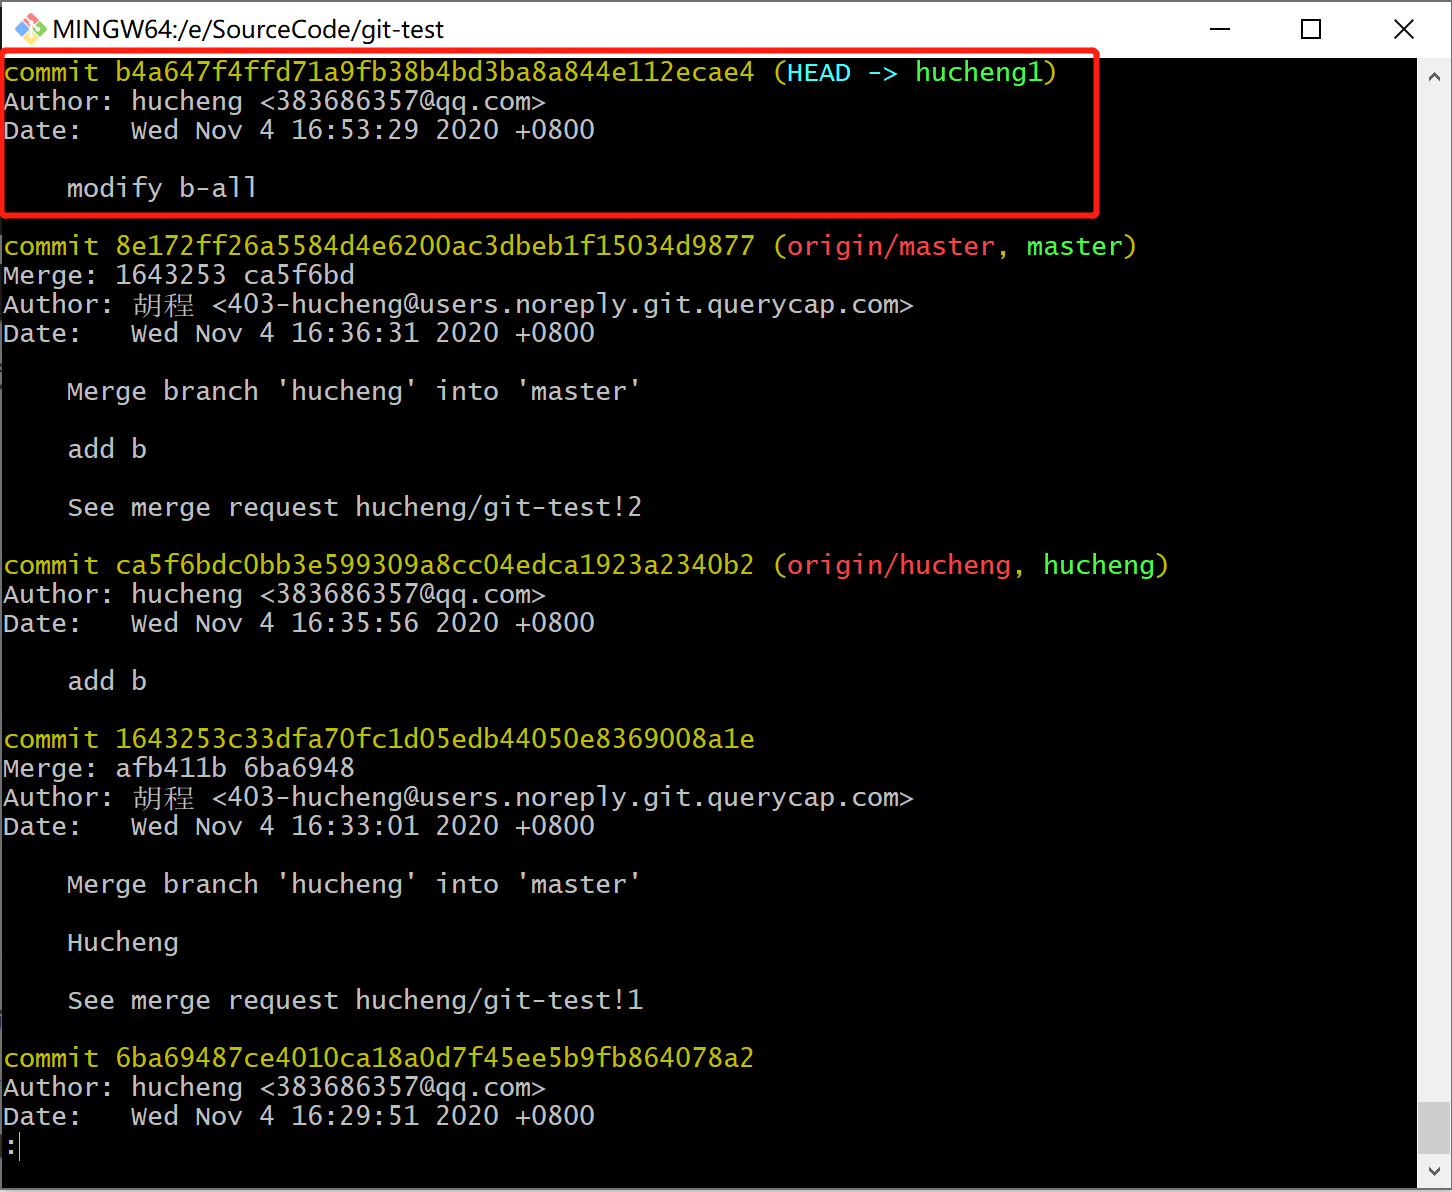 MINGW64:/e/SourceCode/git-test
commit b4a647f4ffd71a9fb38b4bd3ba8a844e112ecae4 (HEAD -> hucheng1)
Author: hucheng <383686357@qq.com>
Date:   Wed Nov 4 16:53:29 2020 +0800
    modify b-all
commit 8e172ff26a5584d4e6200ac3dbeb1f15034d9877 (origin/master, master)
Merge: 1643253 ca5f6bd
Author: 胡程 <403-hucheng@users.noreply.git.querycap.com>
Date:   Wed Nov 4 16:36:31 2020 +0800
    Merge branch 'hucheng' into 'master'
    add b
    See merge request hucheng/git-test!2
commit ca5f6bdc0bb3e599309a8cc04edca1923a2340b2 (origin/hucheng, hucheng)
Author: hucheng <383686357@qq.com>
Date:   Wed Nov 4 16:35:56 2020 +0800
    add b
commit 1643253c33dfa70fc1d05edb44050e8369008a1e
Merge: afb411b 6ba6948
Author: 胡程 <403-hucheng@users.noreply.git.querycap.com>
Date:   Wed Nov 4 16:33:01 2020 +0800
    Merge branch 'hucheng' into 'master'
    Hucheng
    See merge request hucheng/git-test!1
commit 6ba69487ce4010ca18a0d7f45ee5b9fb864078a2
Author: hucheng <383686357@qq.com>
Date:   Wed Nov 4 16:29:51 2020 +0800
: